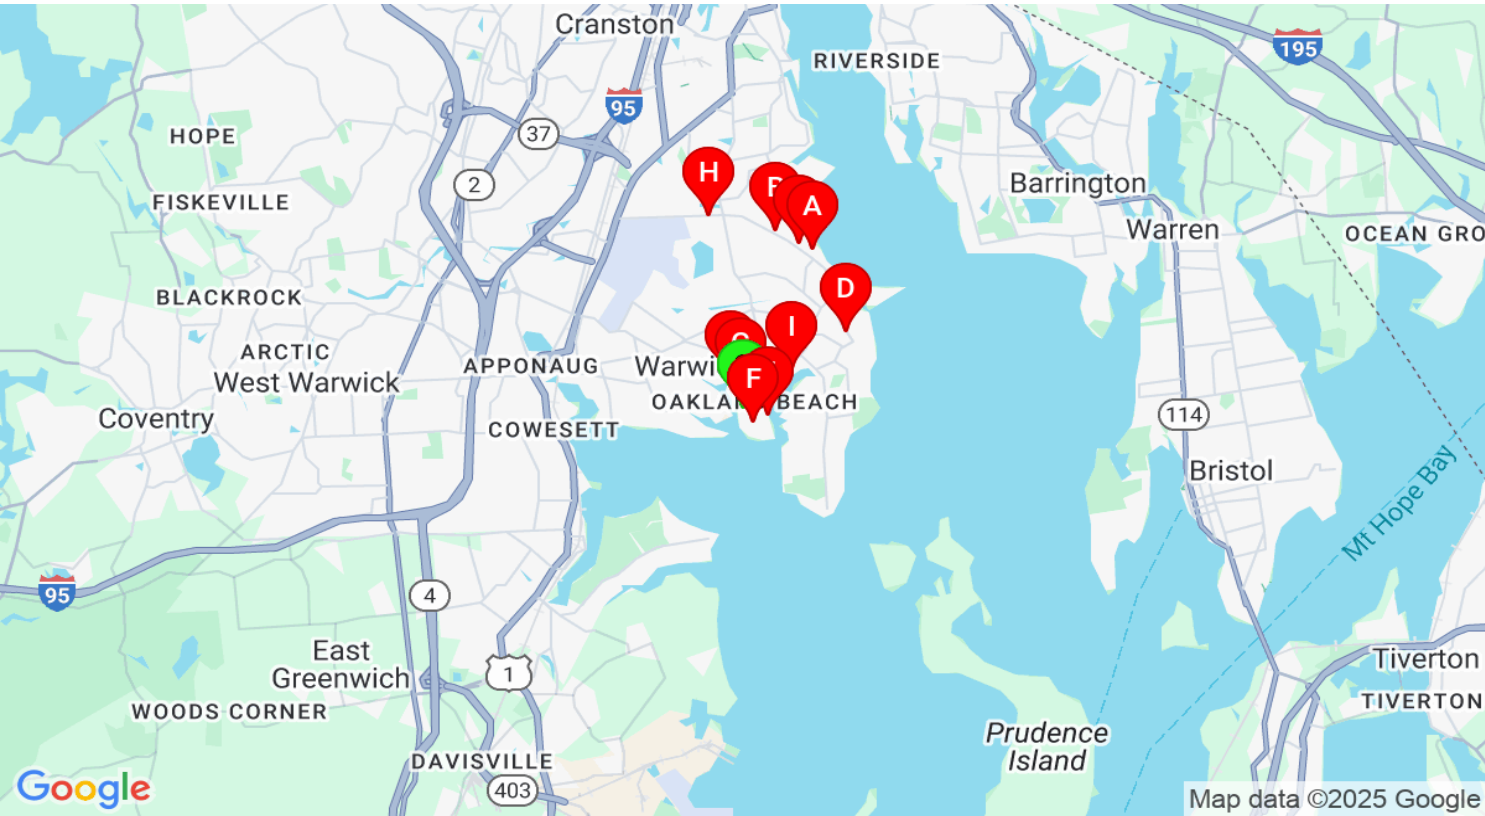 Cranston
RIVERSIDE
195
95
37
HOPE
2
H
A
Barrington
FISKEVILLE
Warren
OCEAN GRO
D
BLACKROCK
I
ARCTIC
APPONAUG
Warwi
West Warwick
F
Coventry
OAKLAN
BEACH
114
COWESETT
Bristol
Mt Hope Bay
95
4
East
Greenwich
1
Tiverton
TIVERTON
WOODS CORNER
Prudence
Island
DAVISVILLE
403
Google
Map data ©2025 Google